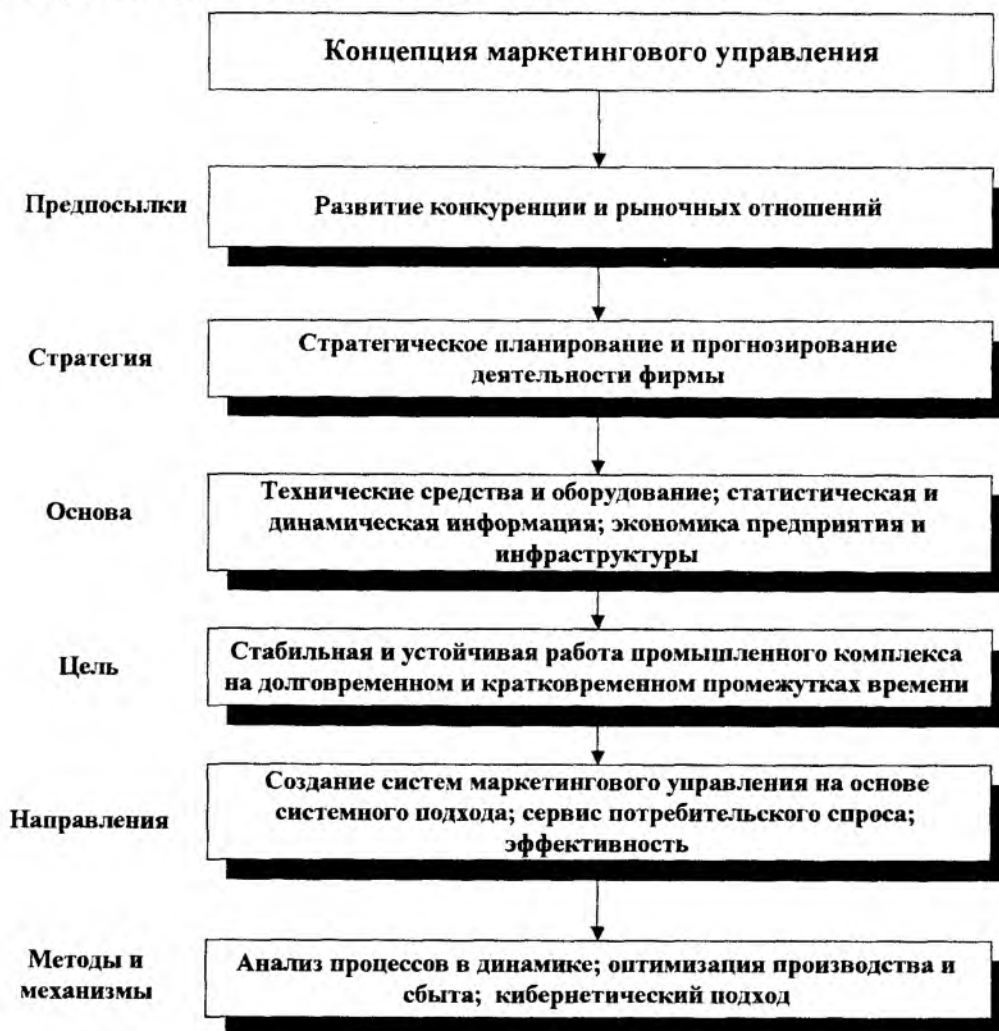 Концепция маркетингового управления
Предпосылки
Развитие конкуренции и рыночных отношений
Стратегия
Стратегическое планирование и прогнозирование
деятельности фирмы
Основа
Технические средства и оборудование; статистическая и
динамическая информация; экономика предприятия и
инфраструктуры
Цель
Стабильная и устойчивая работа промышленного комплекса
на долговременном и кратковременном промежутках времени
Направления
Создание систем маркетингового управления на основе
системного подхода; сервис потребительского спроса;
эффективность
Методы и
механизмы
Анализ процессов в динамике; оптимизация производства и
сбыта; кибернетический подход